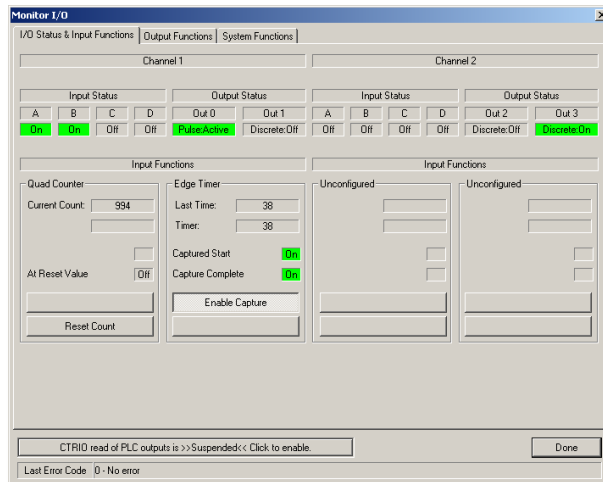 Monitor I/O
I/O Status & Input Functions Output Functions System Functions
Channel 1 Channel 2
Input Status Output Status Input Status Output Status
A B C D Out 0 Out 1 A B C D Out 2 Out 3
On On Off Off Pulse:Active Discrete:Off Off Off Off Off Discrete:Off Discrete:On
Input Functions Input Functions
Quad Counter Edge Timer Unconfigured Unconfigured
Current Count: 994 Last Time: 38
Timer: 38
Captured Start On
At Reset Value Off Capture Complete On
Enable Capture
Reset Count
CTRIO read of PLC outputs is >>Suspended<< Click to enable. Done
Last Error Code 0 - No error